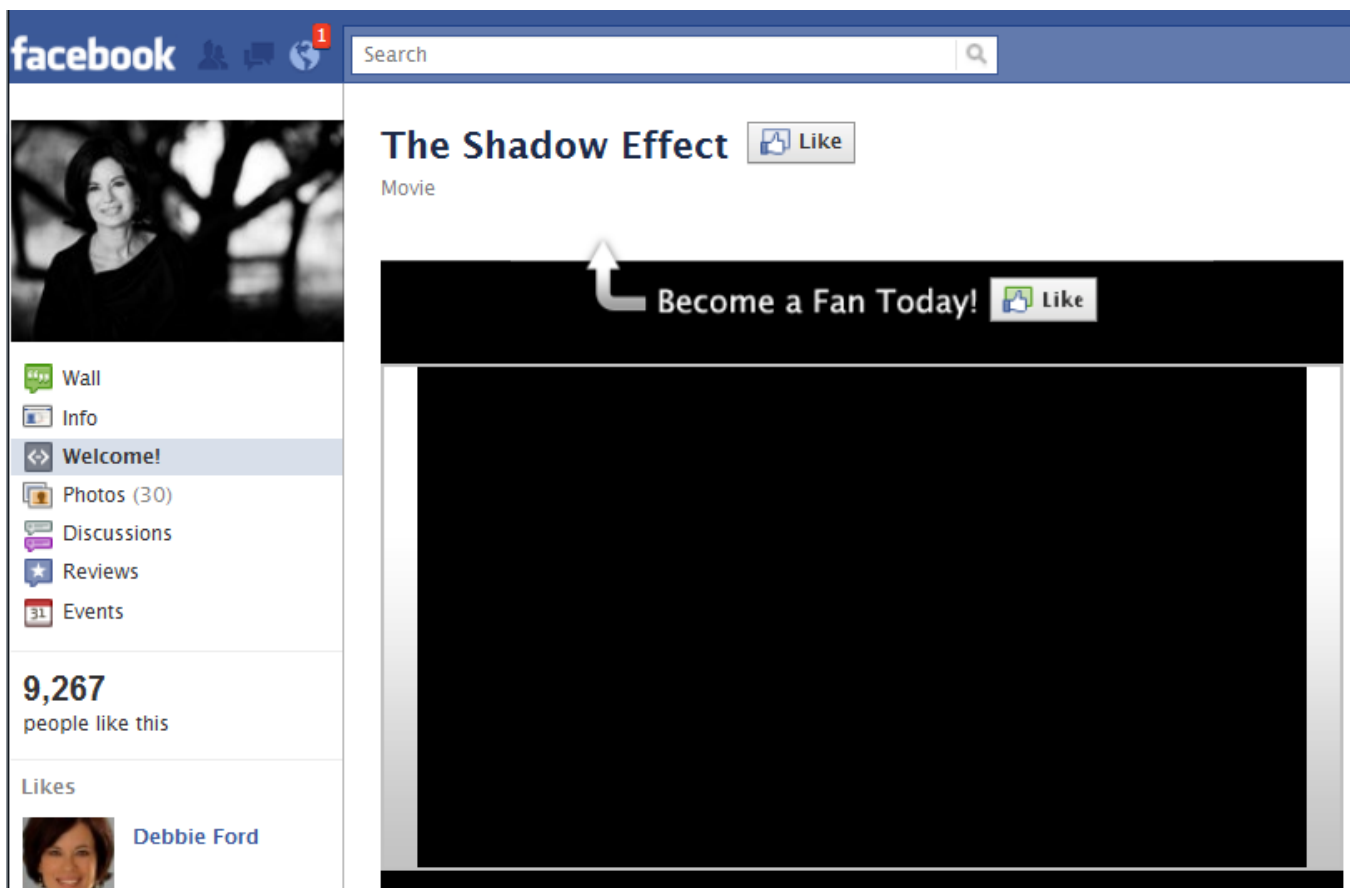 facebook
1
Search
The Shadow Effect
Like
Movie
Become a Fan Today!
Like
Wall
Info
Welcome!
Photos (30)
Discussions
Reviews
31
Events
9,267
people like this
Likes
Debbie Ford